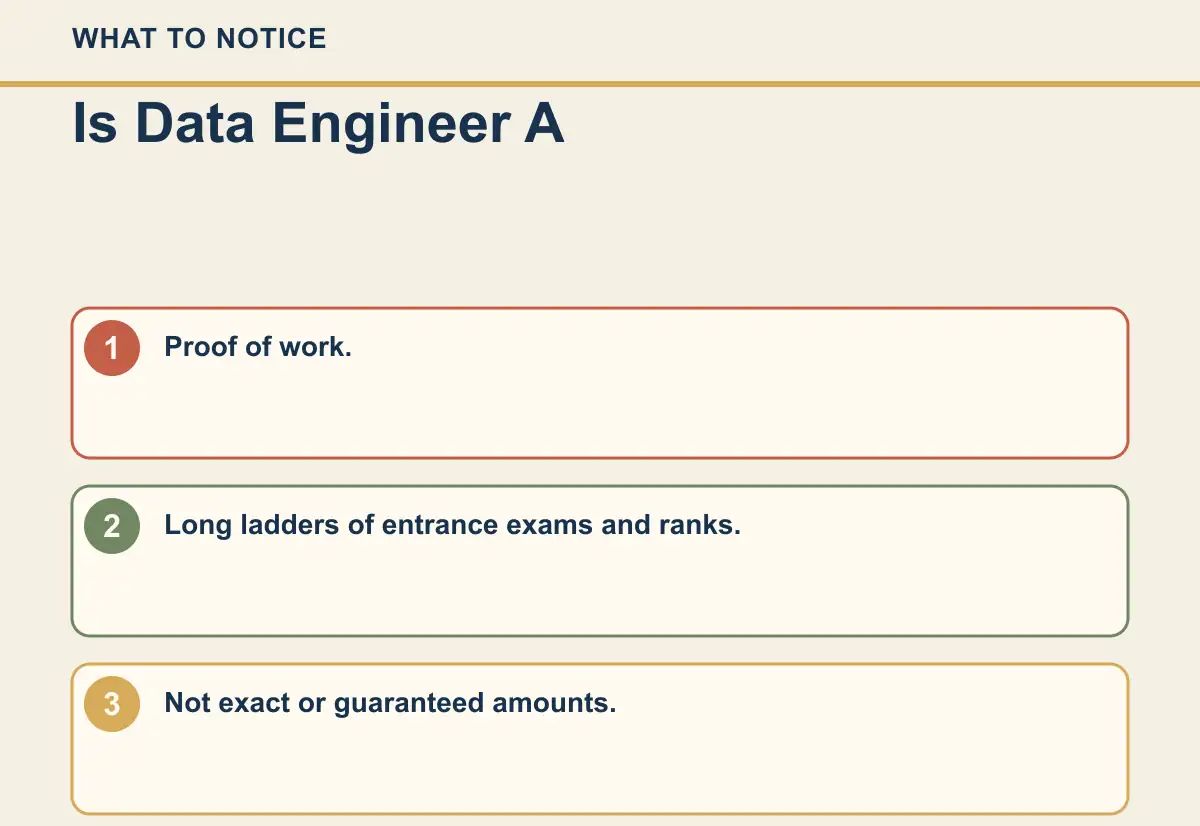 WHAT TO NOTICE
Is Data Engineer A
1 Proof of work.
2 Long ladders of entrance exams and ranks.
3 Not exact or guaranteed amounts.